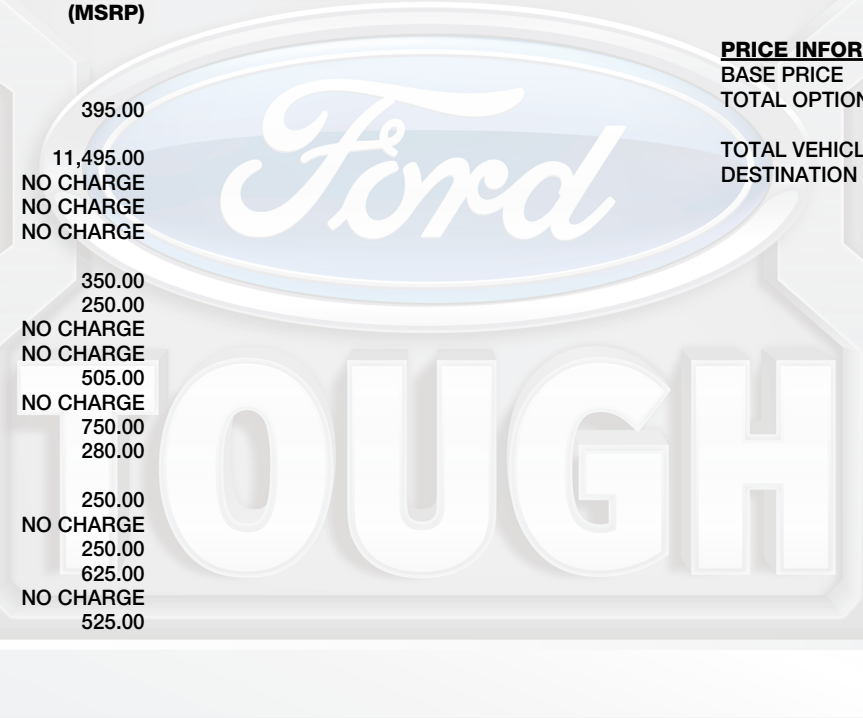 (MSRP)
395.00
11,495.00
NO CHARGE
NO CHARGE
NO CHARGE
350.00
250.00
NO CHARGE
NO CHARGE
505.00
NO CHARGE
750.00
280.00
250.00
NO CHARGE
250.00
625.00
NO CHARGE
525.00
PRICE INFOR
BASE PRICE
TOTAL OPTION
TOTAL VEHICL
DESTINATION
Ford
TOUGH